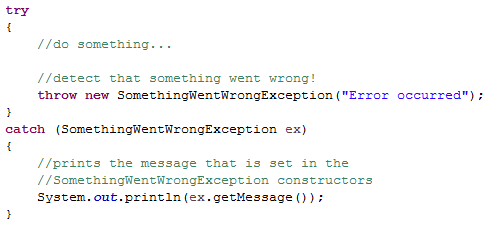 try
{
    //do something...

    //detect that something went wrong!
    throw new SomethingWentWrongException("Error occurred");
}
catch (SomethingWentWrongException ex)
{
    //prints the message that is set in the
    //SomethingWentWrongException constructors
    System.out.println(ex.getMessage());
}